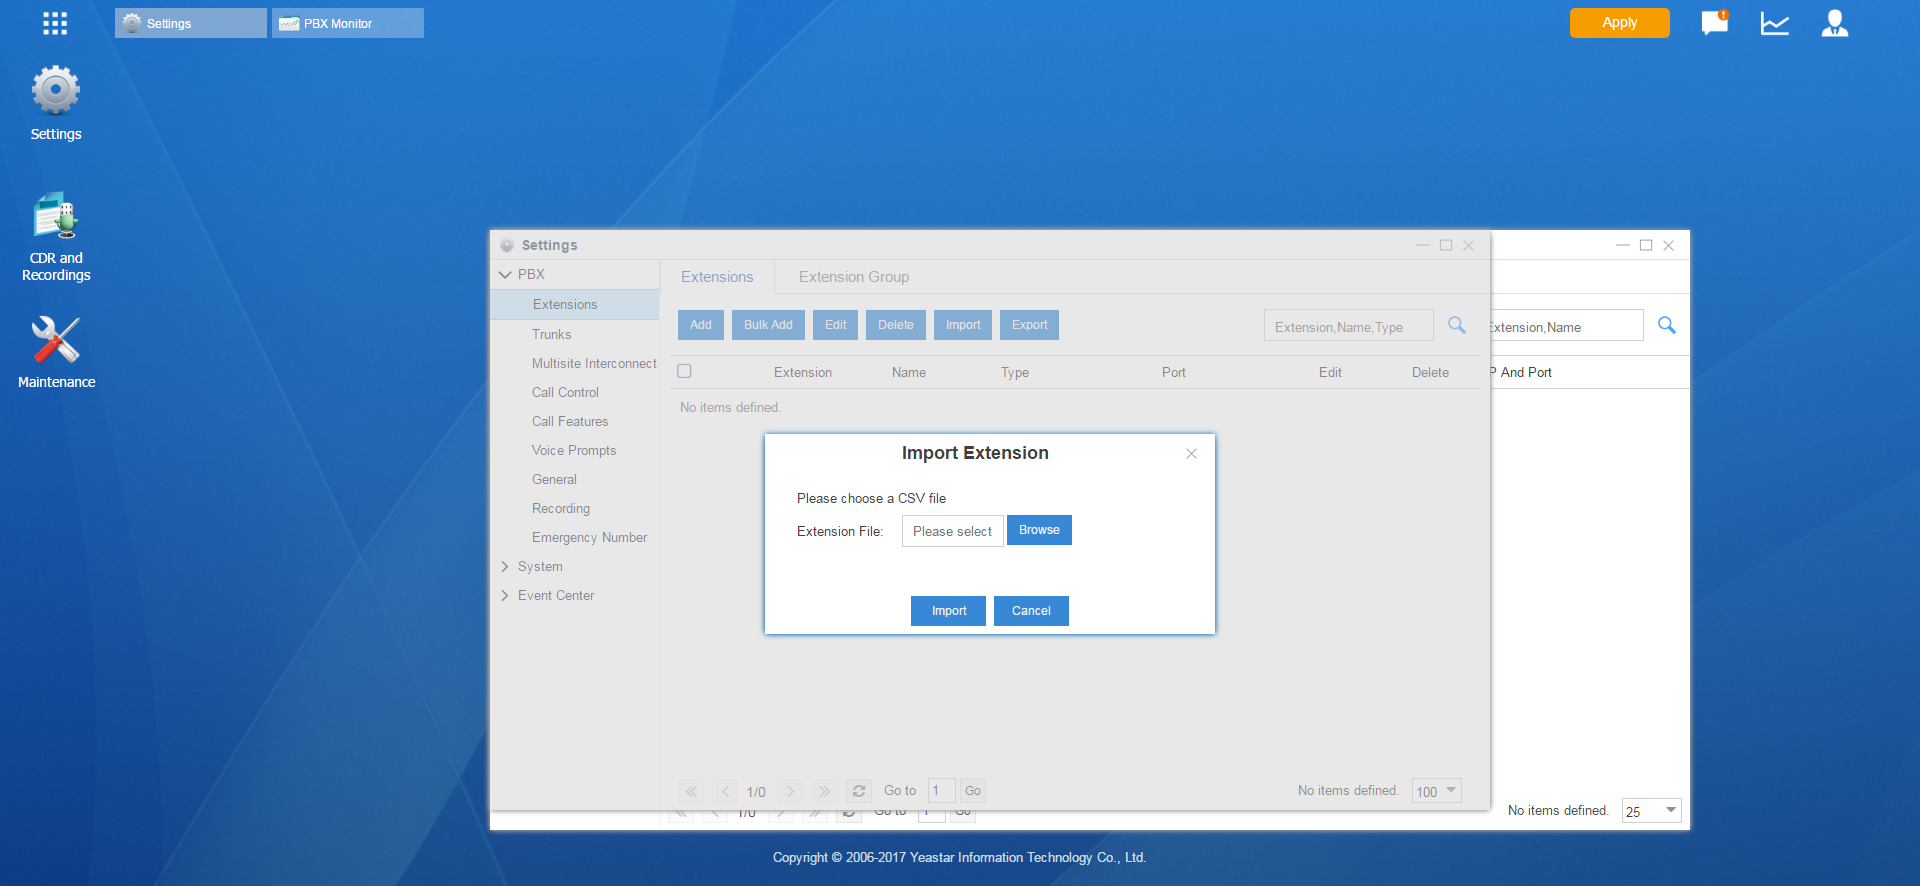 Settings
PBX Monitor
Apply
Settings
CDR and
Recordings
Maintenance
Settings
PBX
Extensions
Trunks
Multisite Interconnect
Call Control
Call Features
Voice Prompts
General
Recording
Emergency Number
System
Event Center
Extensions
Extension Group
Add
Bulk Add
Edit
Delete
Import
Export
Extension,Name,Type
Extension,Name
Extension
Name
Type
Port
Edit
Delete
P And Port
No items defined.
Import Extension
Please choose a CSV file
Extension File:
Please select
Browse
Import
Cancel
1/0
Go to
1
Go
No items defined.
100
1/0
Go to
1
Go
No items defined.
25
Copyright © 2006-2017 Yeastar Information Technology Co., Ltd.